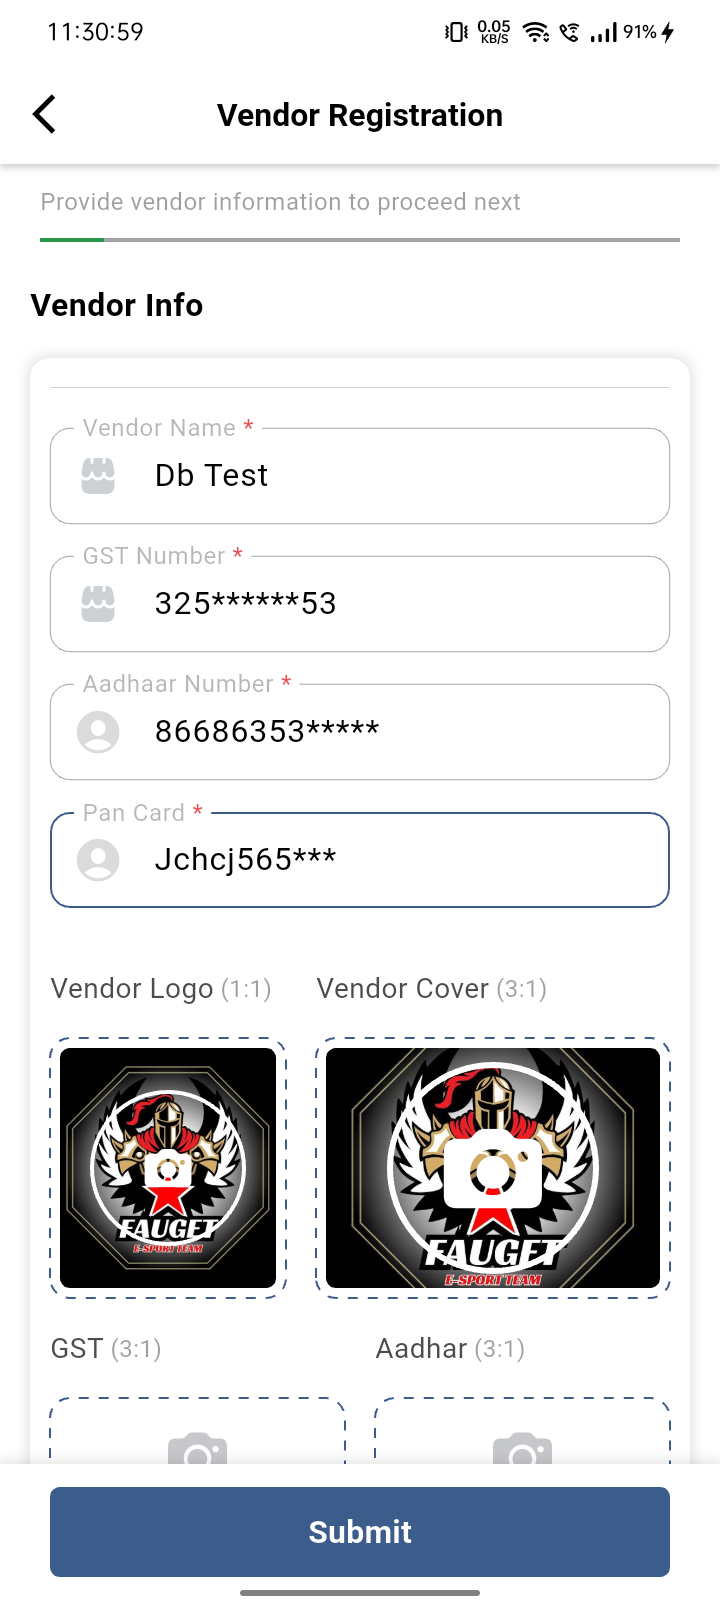 11:30:59
0.05
KB/S
91%
Vendor Registration
Provide vendor information to proceed next
Vendor Info
Vendor Name *
Db Test
GST Number *
325******53
Aadhaar Number *
86686353*****
Pan Card *
Jchcj565***
Vendor Logo (1:1)
Vendor Cover (3:1)
FAUGET
E-SPORT TEAM
FAUGET
E-SPORT TEAM
GST (3:1)
Aadhar (3:1)
Submit